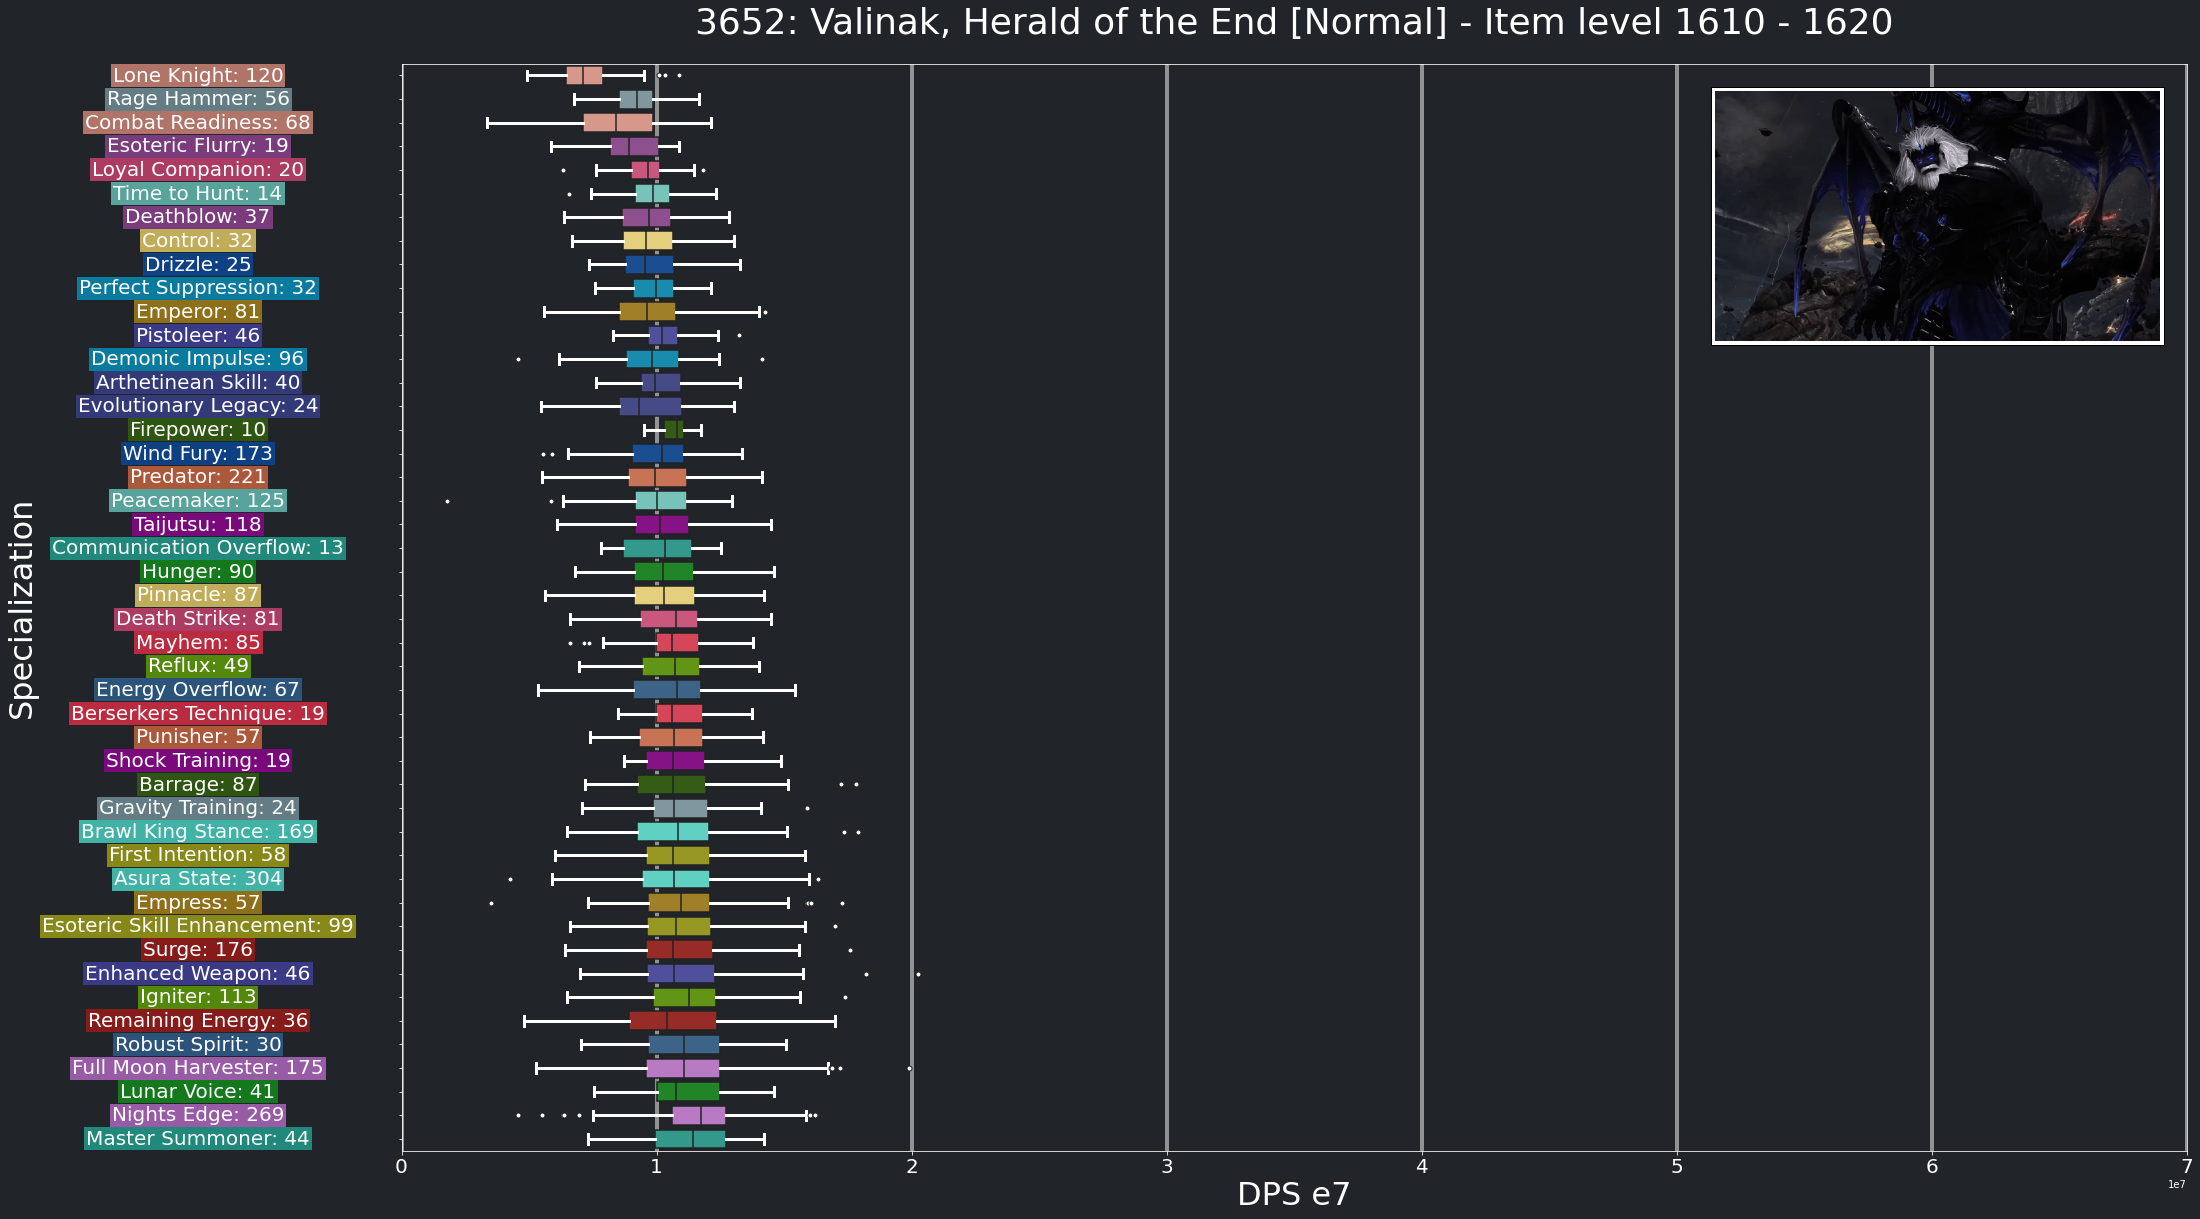 3652: Valinak, Herald of the End [Normal] - Item level 1610 - 1620
Specialization
Lone Knight: 120
Rage Hammer: 56
Combat Readiness: 68
Esoteric Flurry: 19
Loyal Companion: 20
Time to Hunt: 14
Deathblow: 37
Control: 32
Drizzle: 25
Perfect Suppression: 32
Emperor: 81
Pistoleer: 46
Demonic Impulse: 96
Arthetinean Skill: 40
Evolutionary Legacy: 24
Firepower: 10
Wind Fury: 173
Predator: 221
Peacemaker: 125
Taijutsu: 118
Communication Overflow: 13
Hunger: 90
Pinnacle: 87
Death Strike: 81
Mayhem: 85
Reflux: 49
Energy Overflow: 67
Berserkers Technique: 19
Punisher: 57
Shock Training: 19
Barrage: 87
Gravity Training: 24
Brawl King Stance: 169
First Intention: 58
Asura State: 304
Empress: 57
Esoteric Skill Enhancement: 99
Surge: 176
Enhanced Weapon: 46
Igniter: 113
Remaining Energy: 36
Robust Spirit: 30
Full Moon Harvester: 175
Lunar Voice: 41
Nights Edge: 269
Master Summoner: 44
0 1 2 3 4 5 6 7
1e7
DPS e7